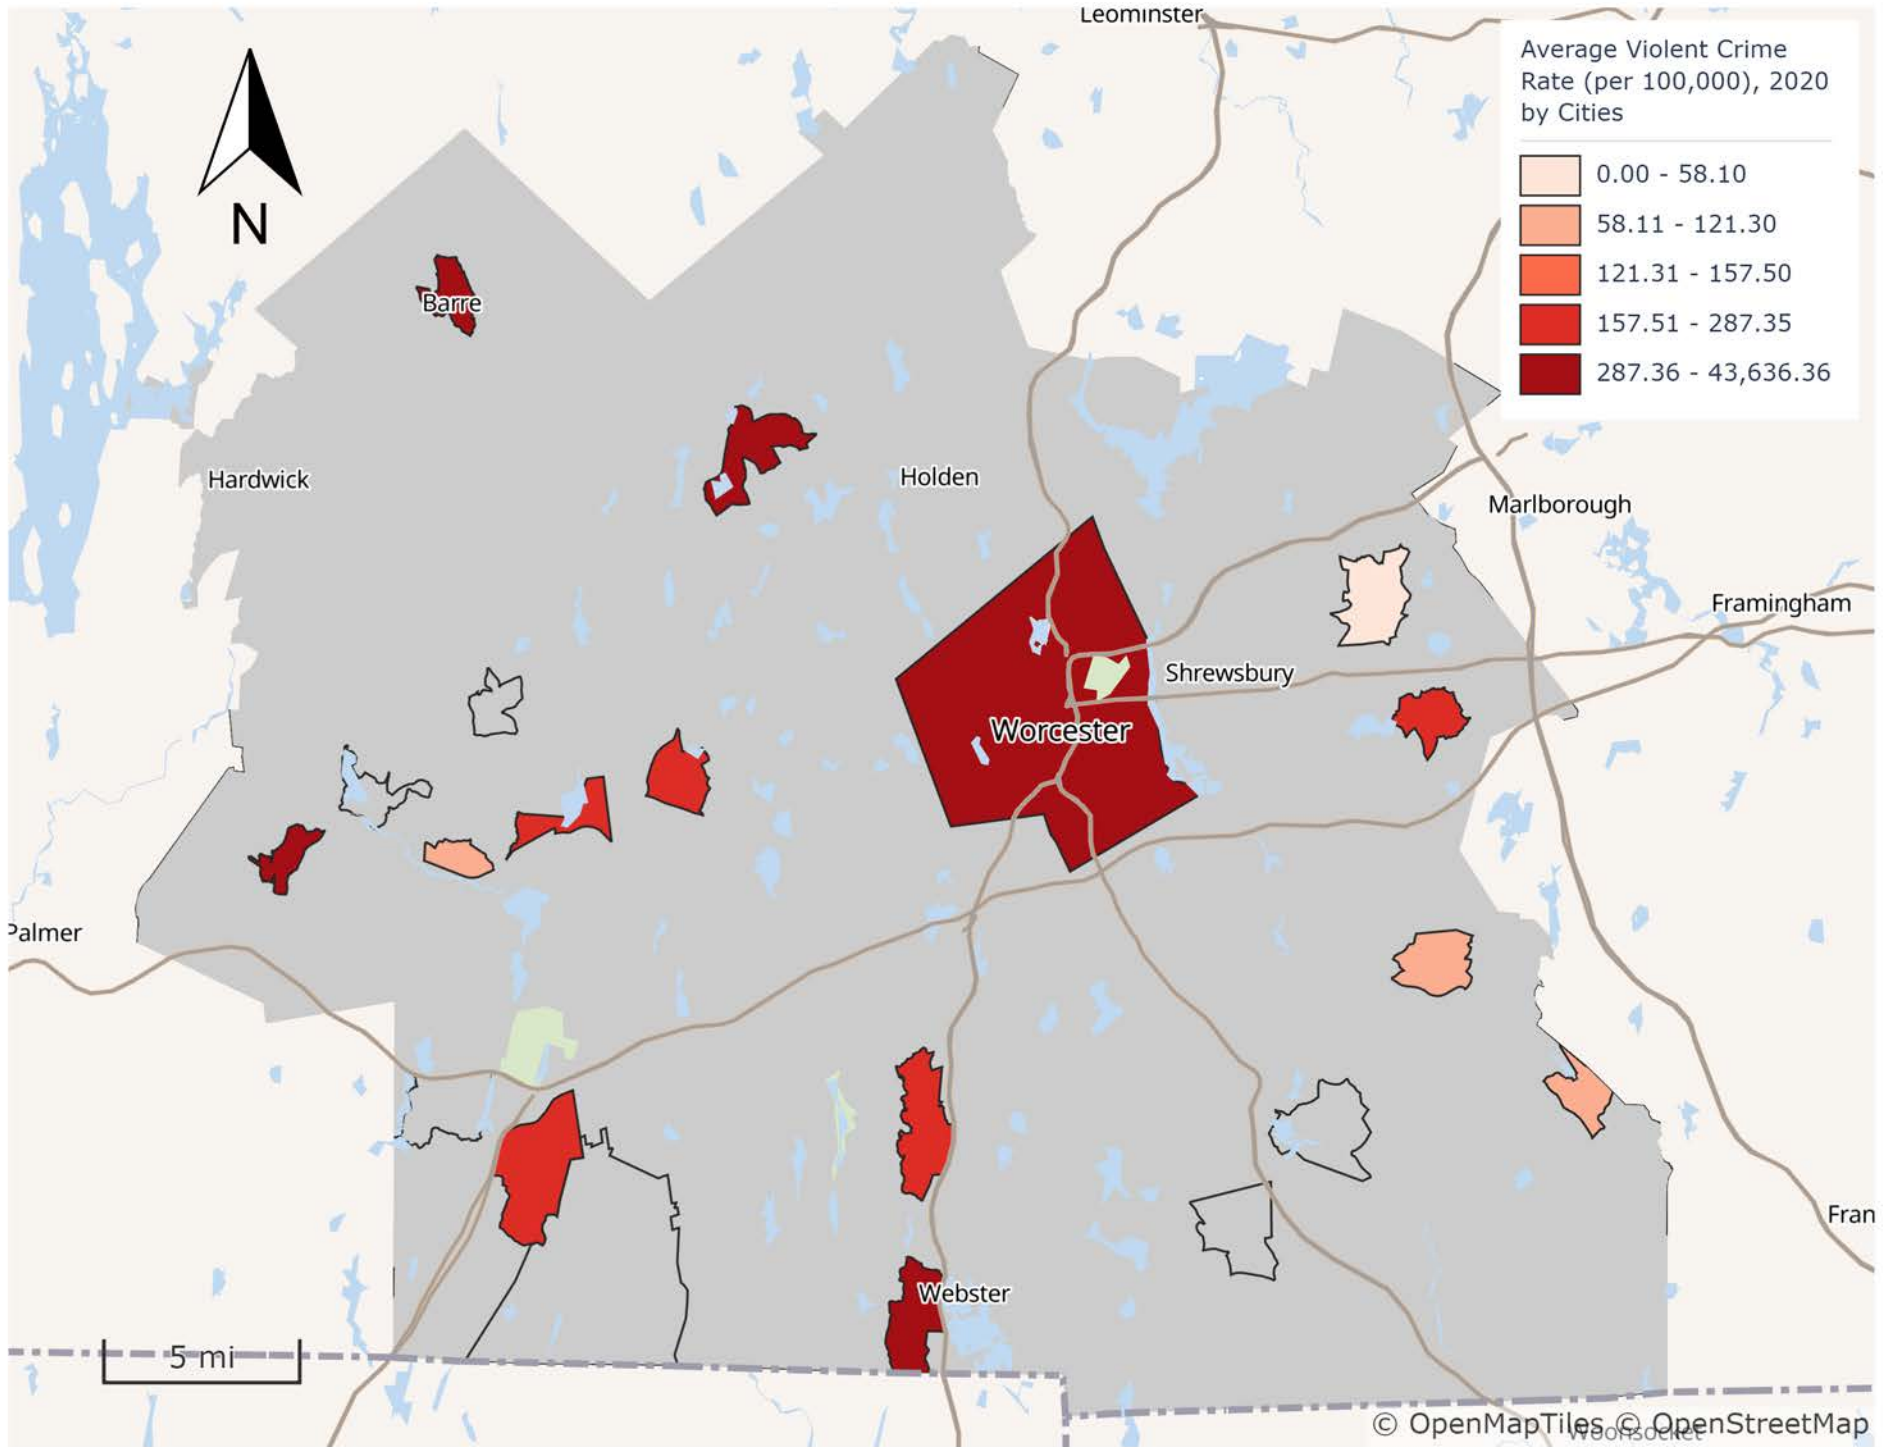 Leominster
Average Violent Crime
Rate (per 100,000), 2020
by Cities
0.00 - 58.10
58.11 - 121.30
121.31 - 157.50
157.51 - 287.35
287.36 - 43,636.36
N
Barre
Hardwick
Holden
Marlborough
Framingham
Shrewsbury
Worcester
Palmer
Fran
Webster
5 mi
© OpenMapTiles © OpenStreetMap
Woonsocket